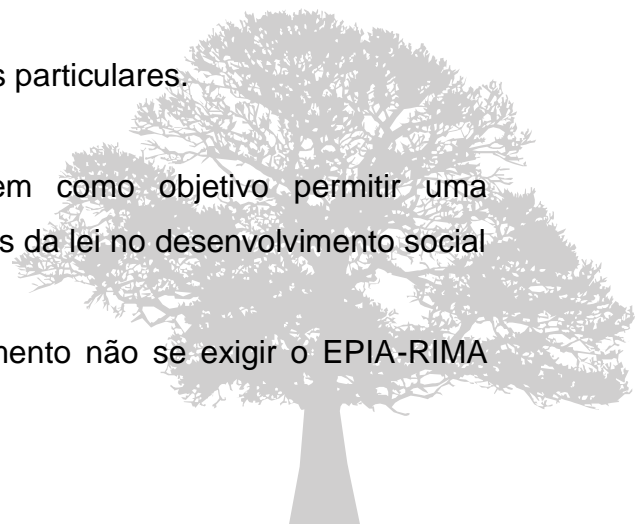 s particulares.
em como objetivo permitir uma
s da lei no desenvolvimento social
mento não se exigir o EPIA-RIMA